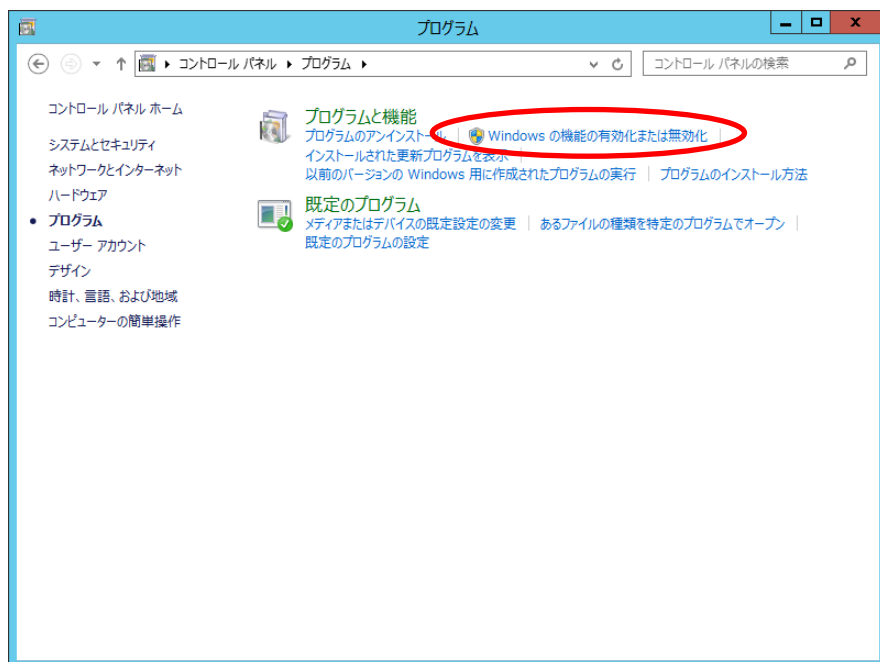 プログラム
コントロール パネル プログラム
コントロール パネルの検索
コントロール パネル ホーム
システムとセキュリティ
ネットワークとインターネット
ハードウェア
プログラム
ユーザー アカウント
デザイン
時計、言語、および地域
コンピューターの簡単操作
プログラムと機能
プログラムのアンインストール Windows の機能の有効化または無効化
インストールされた更新プログラムを表示
以前のバージョンの Windows 用に作成されたプログラムの実行 プログラムのインストール方法
既定のプログラム
メディアまたはデバイスの既定設定の変更 あるファイルの種類を特定のプログラムでオープン
既定のプログラムの設定